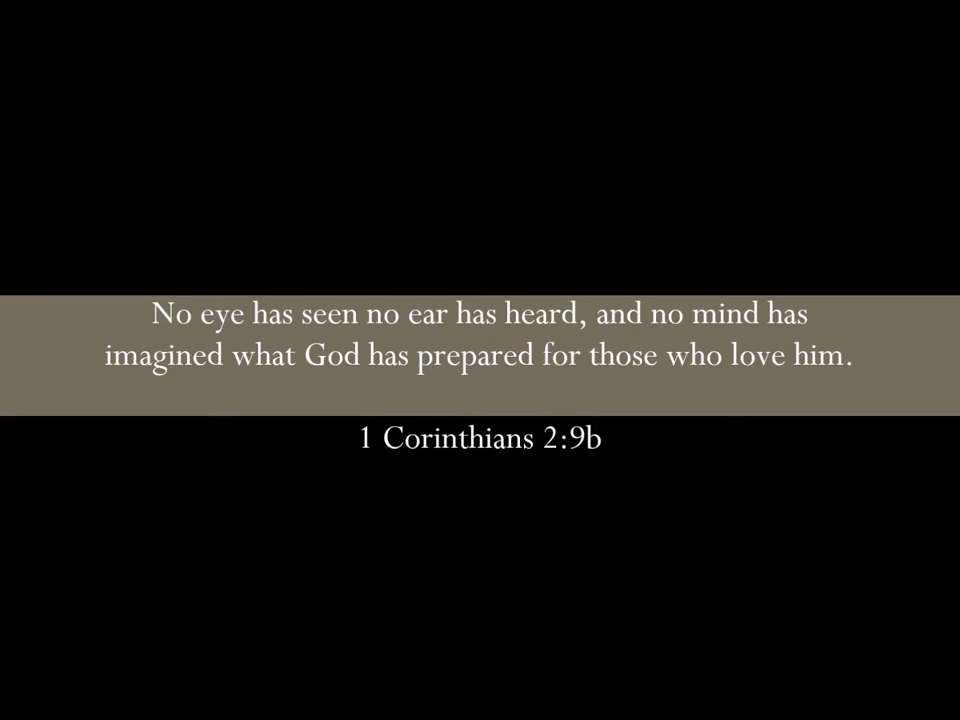 No eye has seen no ear has heard, and no mind has
imagined what God has prepared for those who love him.
1 Corinthians 2:9b